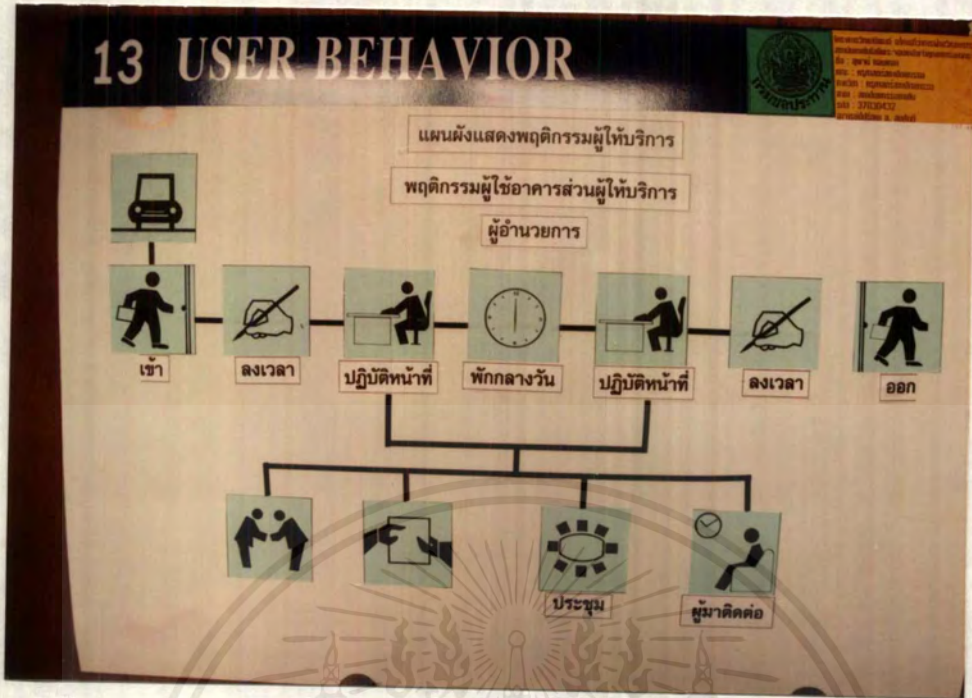 13 USER BEHAVIOR
แผนผังแสดงพฤติกรรมผู้ให้บริการ
พฤติกรรมผู้ใช้อาคารส่วนผู้ให้บริการ
ผู้อำนวยการ
เข้า
ลงเวลา
ปฏิบัติหน้าที่
พักกลางวัน
ปฏิบัติหน้าที่
ลงเวลา
ออก
ประชุม
ผู้มาติดต่อ